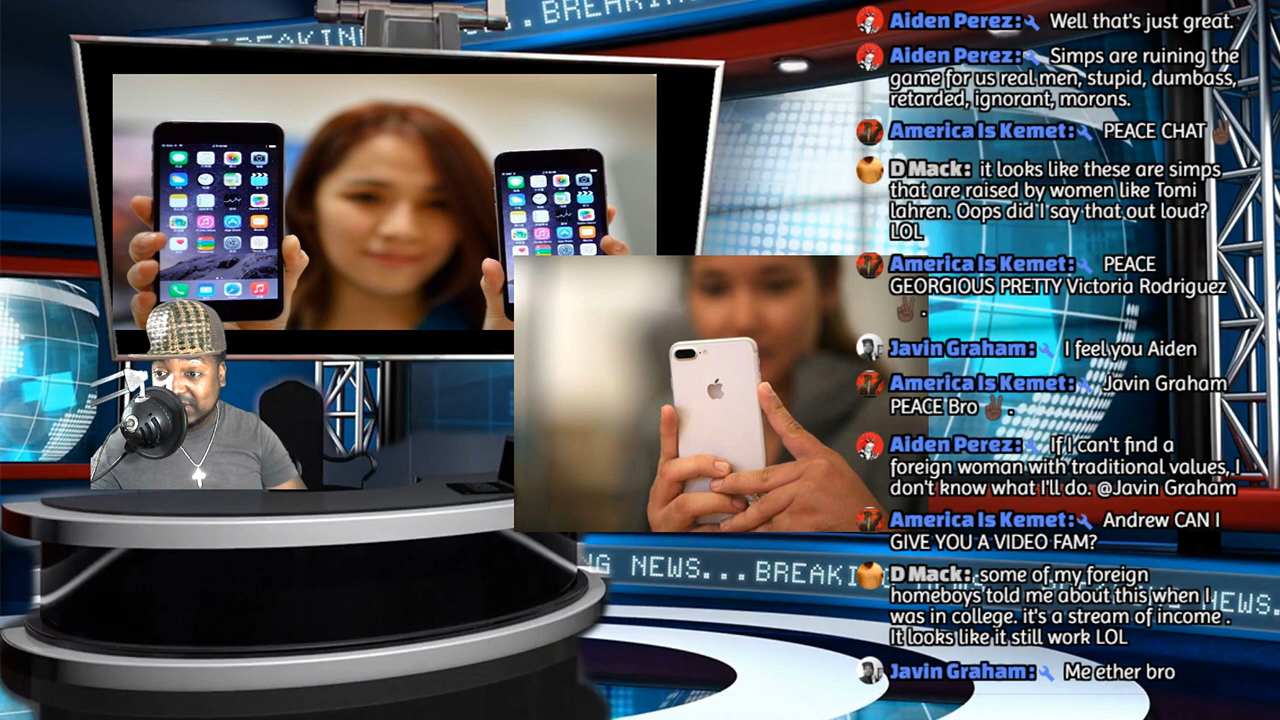 BREAKING
..BREAKING
Aiden Perez: Well that's just great.
Aiden Perez: Simps are ruining the
game for us real men, stupid, dumbass,
retarded, ignorant, morons.
America Is Kemet: PEACE CHAT
D Mack: it looks like these are simps
that are raised by women like Tomi
lahren. Oops did I say that out loud?
LOL
America Is Kemet: PEACE
GEORGIOUS PRETTY Victoria Rodriguez
.
Javin Graham: I feel you Aiden
America Is Kemet: Javin Graham
PEACE Bro .
Aiden Perez: If I can't find a
foreign woman with traditional values, I
don't know what I'll do. @Javin Graham
America Is Kemet: Andrew CAN I
GIVE YOU A VIDEO FAM?
D Mack: some of my foreign
homeboys told me about this when I
was in college. it's a stream of income .
It looks like it still work LOL
Javin Graham: Me ether bro
NG NEWS...BREAKI
NEWS.